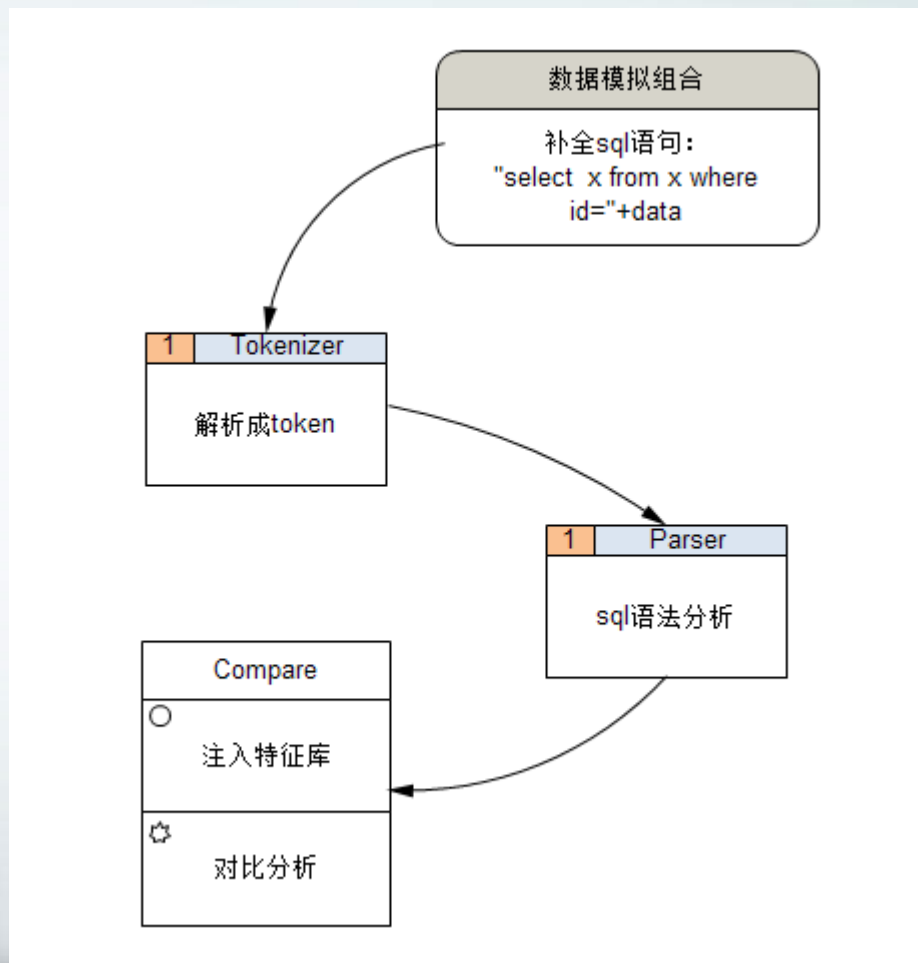 数据模拟组合
补全sql语句：
"select  x from x where
id="+data
1 Tokenizer
解析成token
1 Parser
sql语法分析
Compare
注入特征库
对比分析